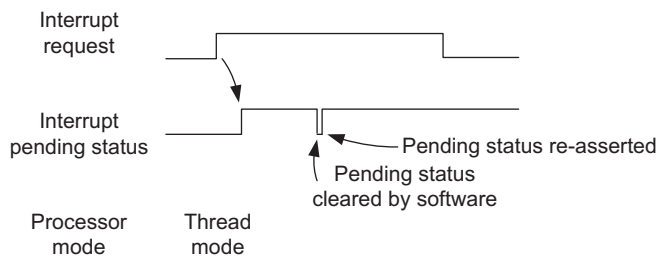 Interrupt
request
Interrupt
pending status
Pending status re-asserted
Pending status
cleared by software
Processor
mode
Thread
mode